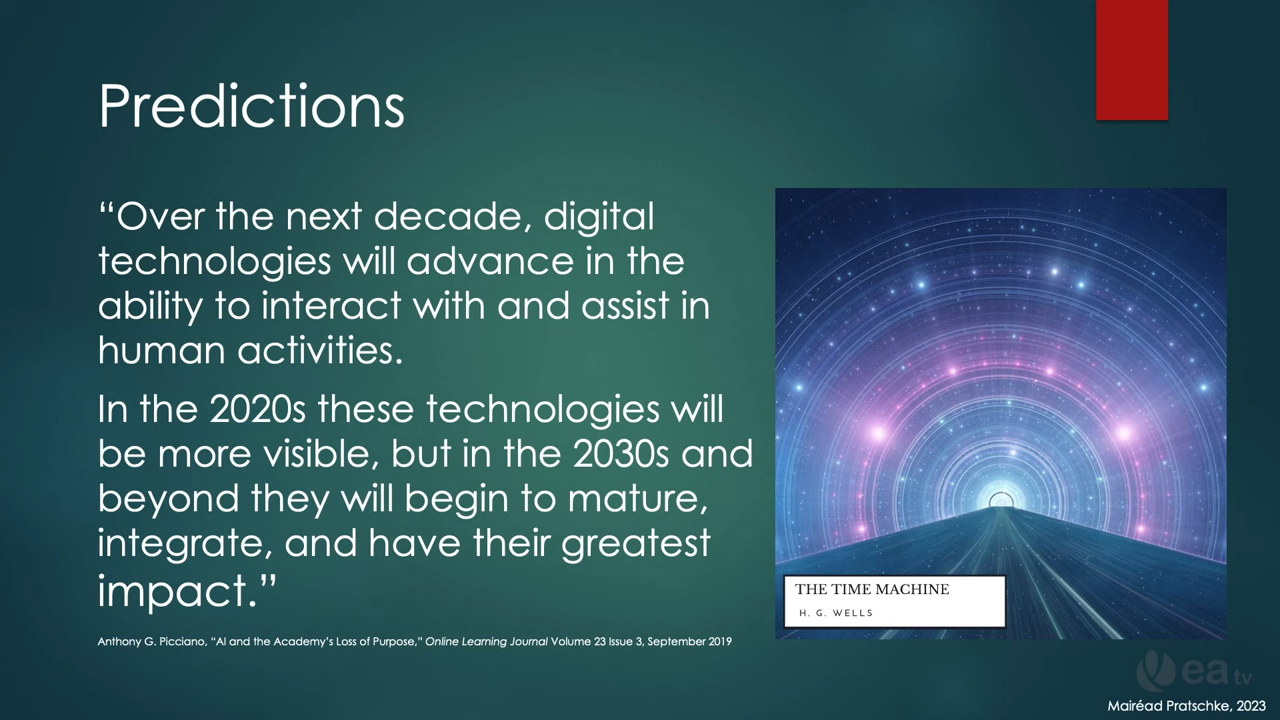 Predictions
“Over the next decade, digital
technologies will advance in the
ability to interact with and assist in
human activities.
In the 2020s these technologies will
be more visible, but in the 2030s and
beyond they will begin to mature,
integrate, and have their greatest
impact.”
Anthony G. Picciano, “AI and the Academy’s Loss of Purpose,” Online Learning Journal Volume 23 Issue 3, September 2019
THE TIME MACHINE
H. G. WELLS
ea tv
Mairéad Pratschke, 2023